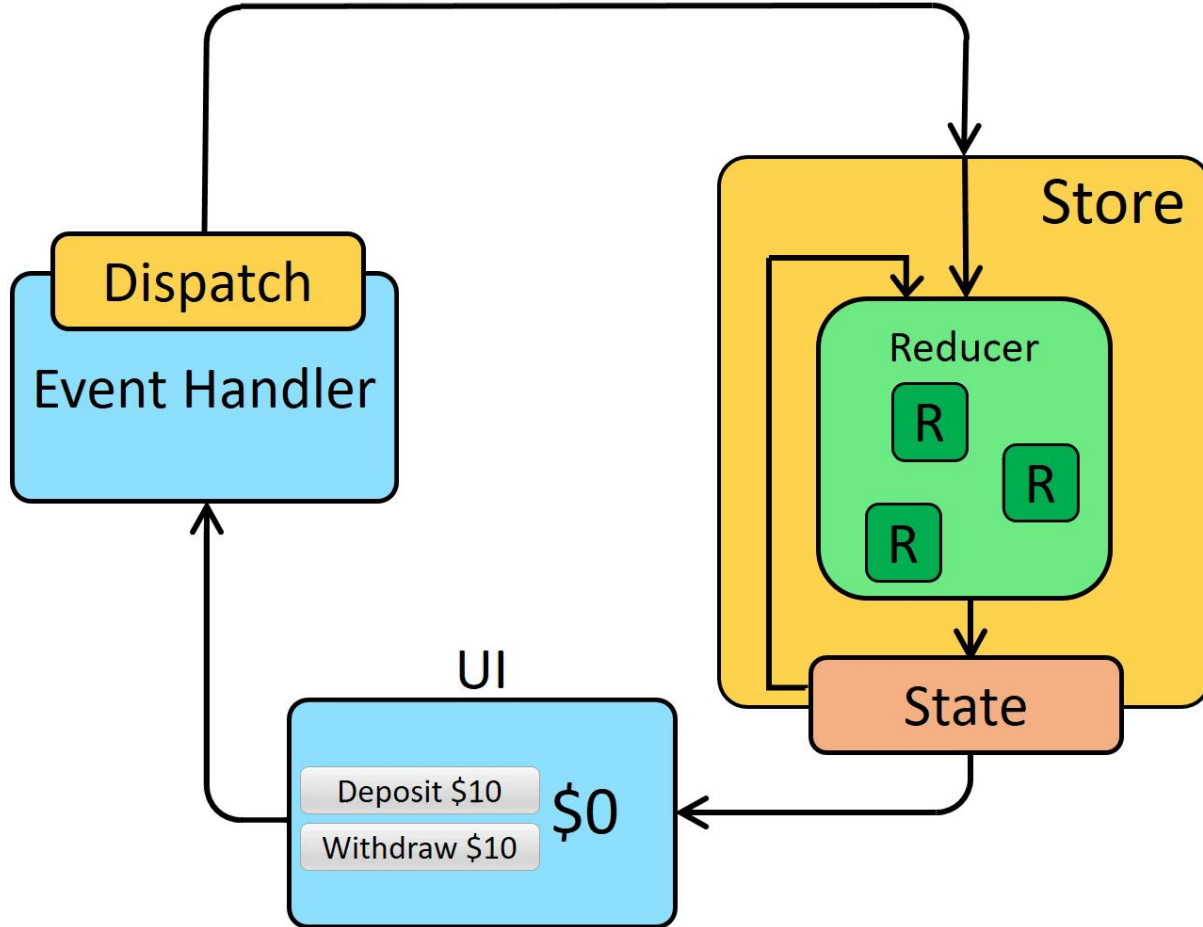 Store
Dispatch
Event Handler
Reducer
R
R
R
UI
State
Deposit $10
$0
Withdraw $10